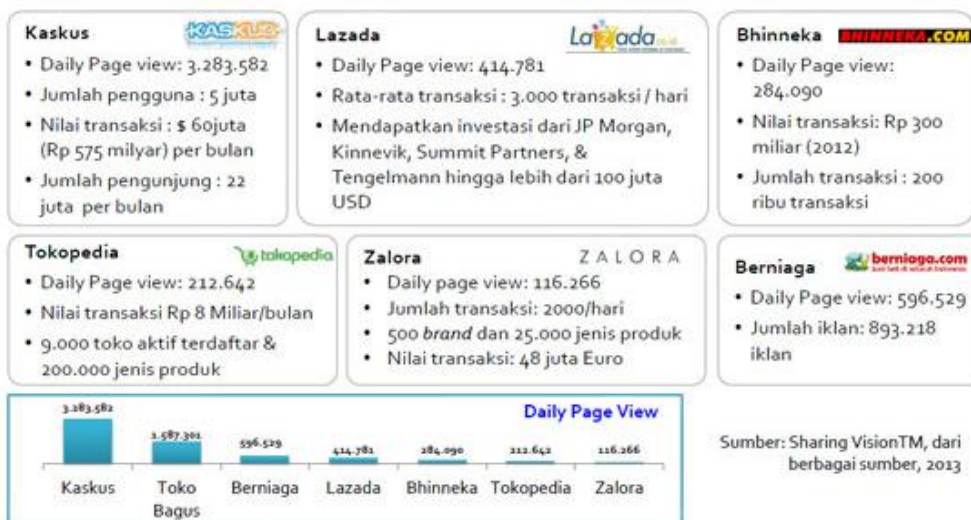 Kaskus
KASKUS
• Daily Page view: 3.283.582
• Jumlah pengguna : 5 juta
• Nilai transaksi : $ 60juta
(Rp 575 milyar) per bulan
• Jumlah pengunjung : 22
juta per bulan
Lazada
Lazada
• Daily Page view: 414.781
• Rata-rata transaksi : 3.000 transaksi / hari
• Mendapatkan investasi dari JP Morgan,
Kinnevik, Summit Partners, &
Tengelmann hingga lebih dari 100 juta
USD
Bhinneka
BHINNEKA.COM
• Daily Page view:
284.090
• Nilai transaksi: Rp 300
miliar (2012)
• Jumlah transaksi : 200
ribu transaksi
Tokopedia
tokopedia
• Daily Page view: 212.642
• Nilai transaksi Rp 8 Miliar/bulan
• 9.000 toko aktif terdaftar &
200.000 jenis produk
Zalora
ZALORA
• Daily page view: 116.266
• Jumlah transaksi: 2000/hari
• 500 brand dan 25.000 jenis produk
• Nilai transaksi: 48 juta Euro
Berniaga
berniaga.com
• Daily Page view: 596.529
• Jumlah iklan: 893.218
iklan
Daily Page View
3.283.582
1.587.301
596.529
414.781
284.090
212.642
116.266
Kaskus
Toko
Bagus
Berniaga
Lazada
Bhinneka
Tokopedia
Zalora
Sumber: Sharing VisionTM, dari
berbagai sumber, 2013